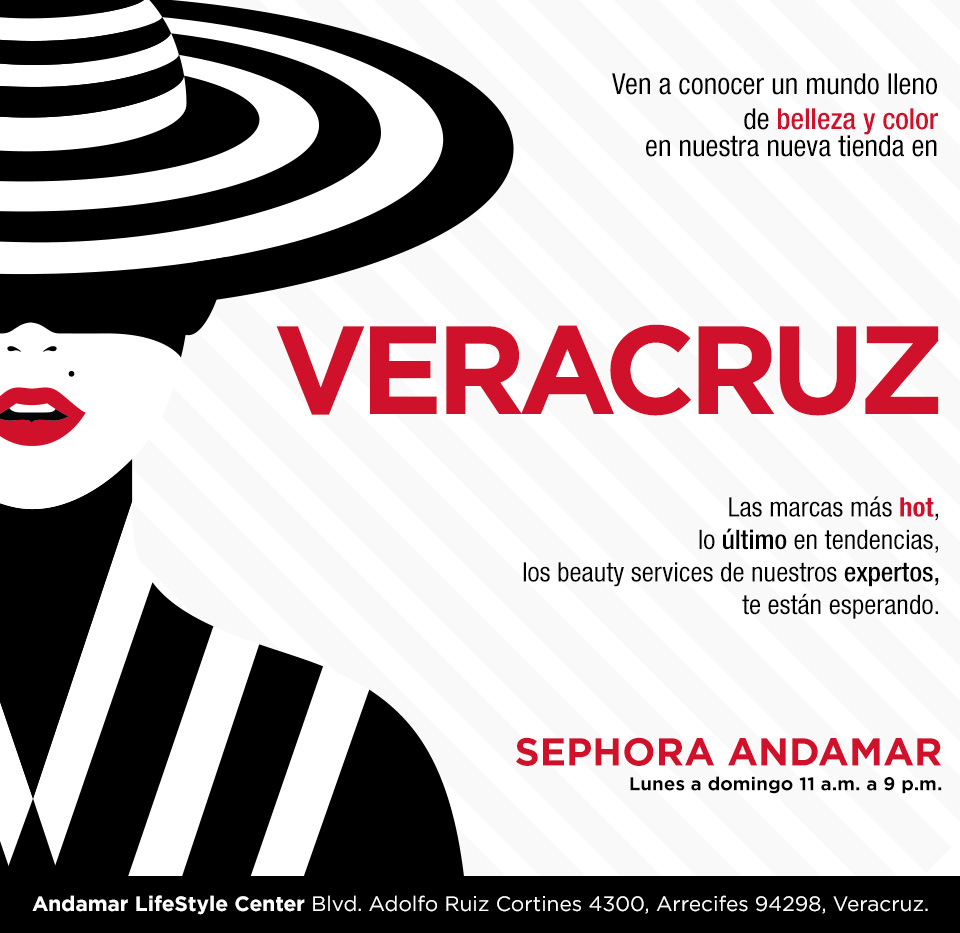 Ven a conocer un mundo lleno
de belleza y color
en nuestra nueva tienda en
VERACRUZ
Las marcas más hot,
lo último en tendencias,
los beauty services de nuestros expertos,
te están esperando.
SEPHORA ANDAMAR
Lunes a domingo 11 a.m. a 9 p.m.
Andamar LifeStyle Center Blvd. Adolfo Ruiz Cortines 4300, Arrecifes 94298, Veracruz.